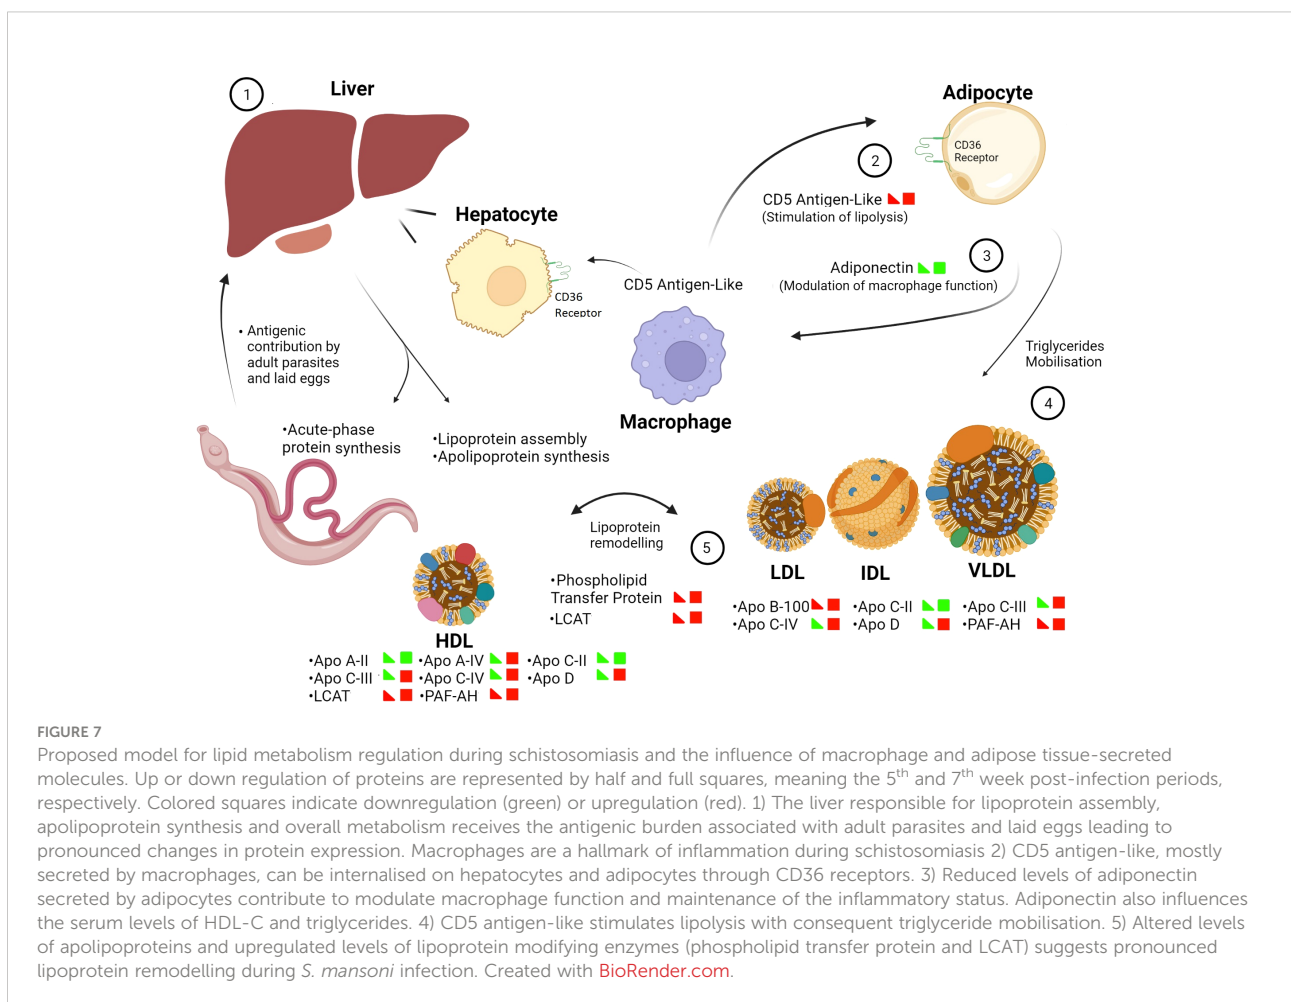 1
Liver
Adipocyte
CD36
Receptor
2
CD5 Antigen-Like
(Stimulation of lipolysis)
Hepatocyte
3
Adiponectin
(Modulation of macrophage function)
CD5 Antigen-Like
CD36
Receptor
• Antigenic
contribution by
adult parasites
and laid eggs
Triglycerides
Mobilisation
4
Macrophage
•Acute-phase
protein synthesis
•Lipoprotein assembly
•Apolipoprotein synthesis
Lipoprotein
remodelling
5
•Phospholipid
Transfer Protein
•LCAT
LDL
IDL
VLDL
•Apo B-100
•Apo C-II
•Apo C-III
•Apo C-IV
•Apo D
•PAF-AH
HDL
•Apo A-II
•Apo A-IV
•Apo C-II
•Apo C-III
•Apo C-IV
•Apo D
•LCAT
•PAF-AH
FIGURE 7
Proposed model for lipid metabolism regulation during schistosomiasis and the influence of macrophage and adipose tissue-secreted
molecules. Up or down regulation of proteins are represented by half and full squares, meaning the 5th and 7th week post-infection periods,
respectively. Colored squares indicate downregulation (green) or upregulation (red). 1) The liver responsible for lipoprotein assembly,
apolipoprotein synthesis and overall metabolism receives the antigenic burden associated with adult parasites and laid eggs leading to
pronounced changes in protein expression. Macrophages are a hallmark of inflammation during schistosomiasis 2) CD5 antigen-like, mostly
secreted by macrophages, can be internalised on hepatocytes and adipocytes through CD36 receptors. 3) Reduced levels of adiponectin
secreted by adipocytes contribute to modulate macrophage function and maintenance of the inflammatory status. Adiponectin also influences
the serum levels of HDL-C and triglycerides. 4) CD5 antigen-like stimulates lipolysis with consequent triglyceride mobilisation. 5) Altered levels
of apolipoproteins and upregulated levels of lipoprotein modifying enzymes (phospholipid transfer protein and LCAT) suggests pronounced
lipoprotein remodelling during S. mansoni infection. Created with BioRender.com.